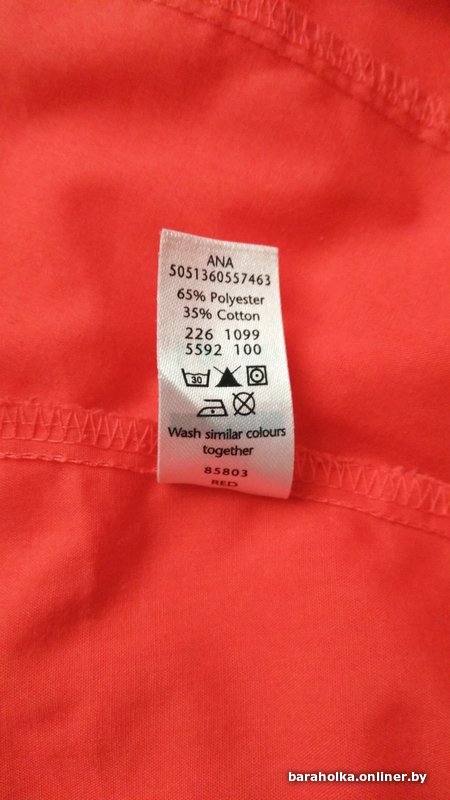 ANA
5051360557463
65% Polyester
35% Cotton
226 1099
5592 100
30
Wash similar colours
together
85803
RED
baraholka.onliner.by